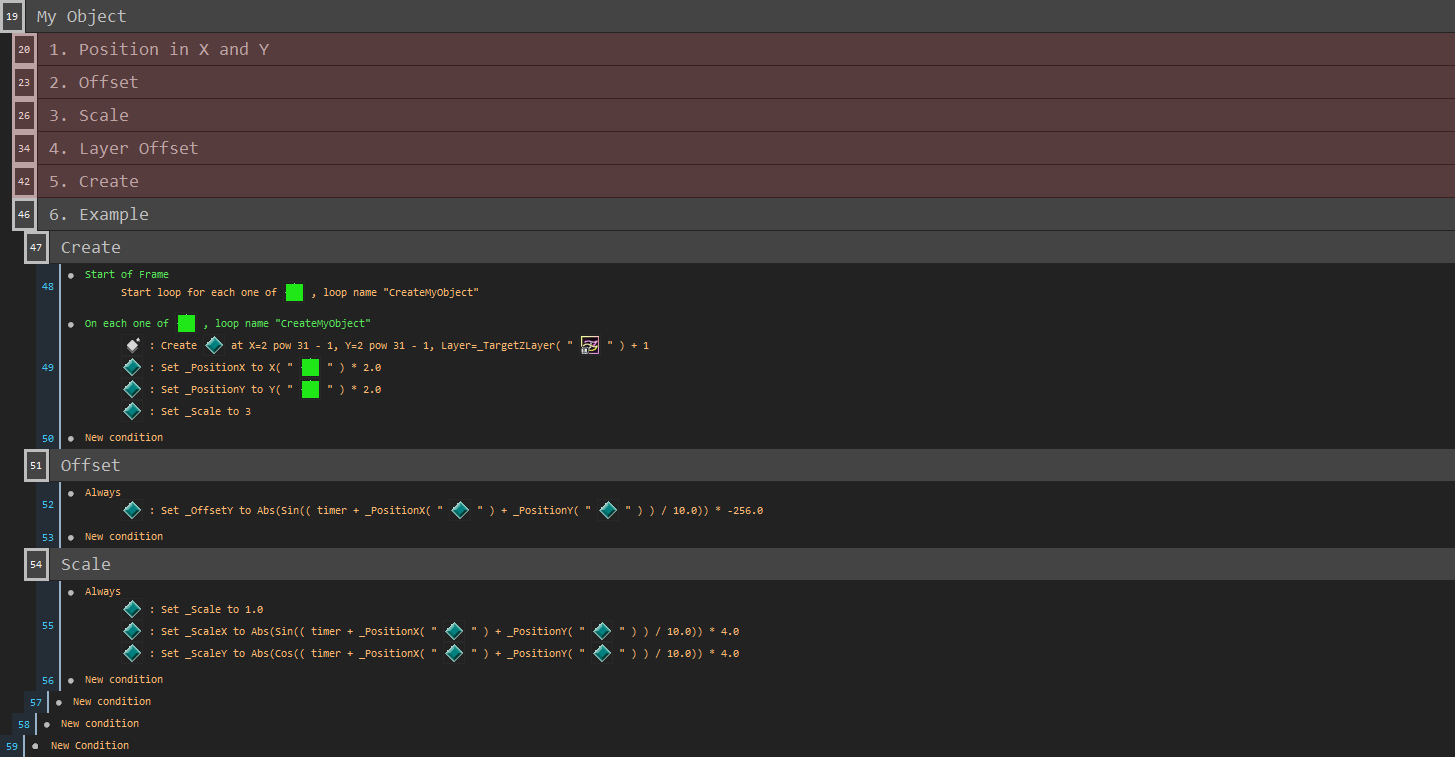 19 My Object
20 1. Position in X and Y
23 2. Offset
26 3. Scale
34 4. Layer Offset
42 5. Create
46 6. Example
47 Create
Start of Frame
48 Start loop for each one of , loop name "CreateMyObject"
On each one of , loop name "CreateMyObject"
: Create at X=2 pow 31 - 1, Y=2 pow 31 - 1, Layer=_TargetZLayer( " " ) + 1
49 : Set _PositionX to X( " " ) * 2.0
: Set _PositionY to Y( " " ) * 2.0
: Set _Scale to 3
50 New condition
51 Offset
Always
52 : Set _OffsetY to Abs(Sin(( timer + _PositionX( " " ) + _PositionY( " " ) ) / 10.0)) * -256.0
53 New condition
54 Scale
Always
: Set _Scale to 1.0
55 : Set _ScaleX to Abs(Sin(( timer + _PositionX( " " ) + _PositionY( " " ) ) / 10.0)) * 4.0
: Set _ScaleY to Abs(Cos(( timer + _PositionX( " " ) + _PositionY( " " ) ) / 10.0)) * 4.0
56 New condition
57 New condition
58 New condition
59 New Condition